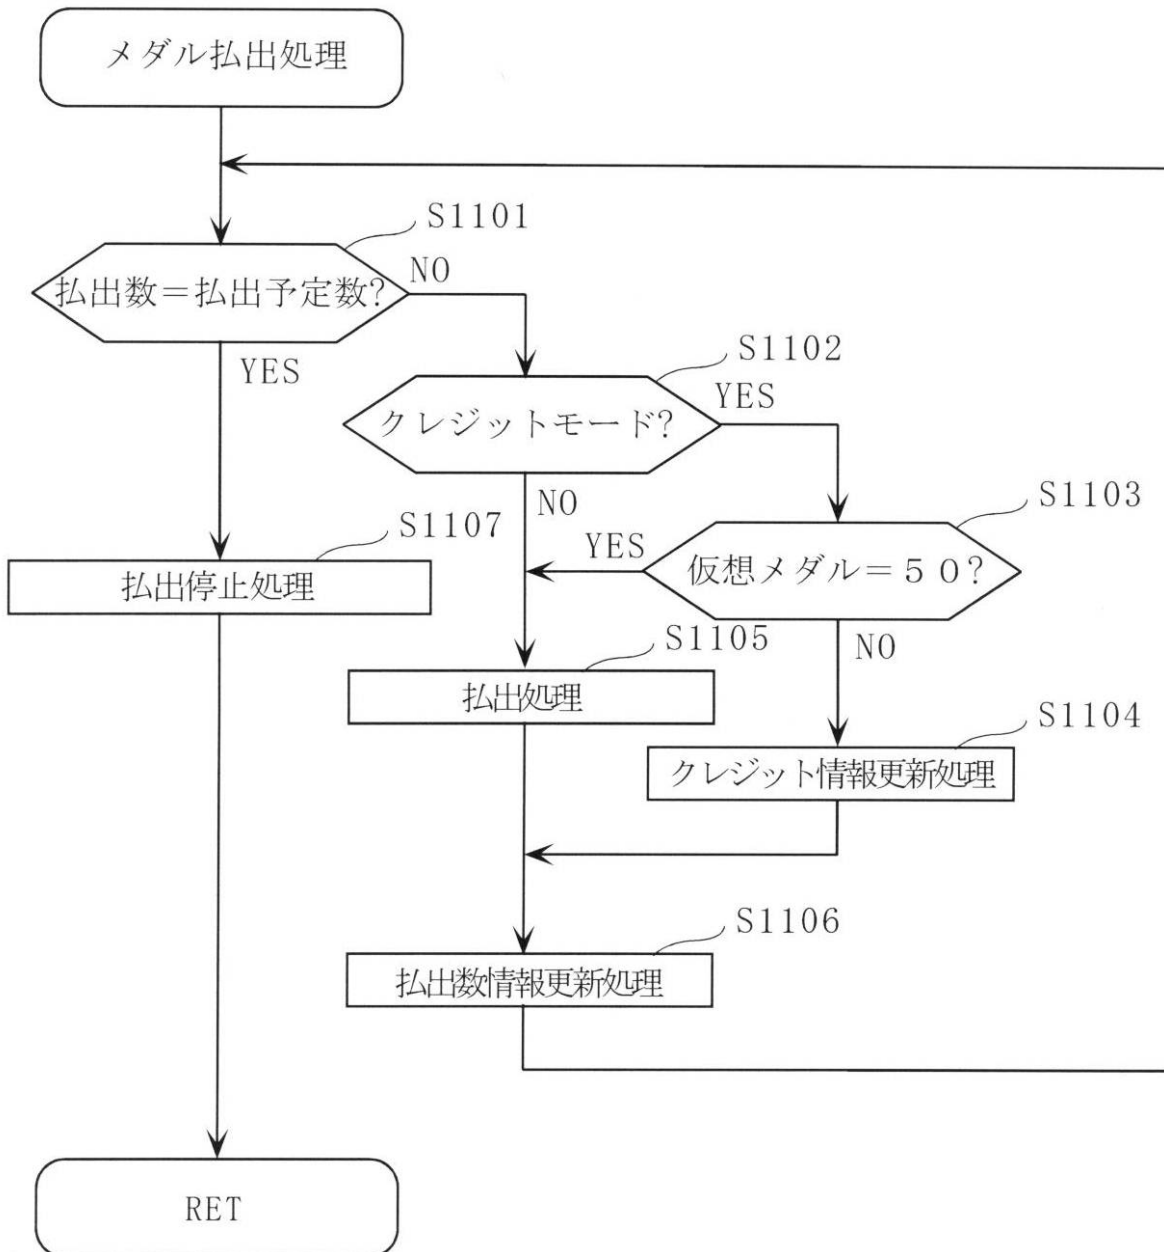 メダル払出処理
S1101
払出数＝払出予定数?
NO
YES
S1102
クレジットモード?
YES
NO
S1103
仮想メダル＝５０?
YES
NO
S1107
払出停止処理
S1105
払出処理
S1104
クレジット情報更新処理
S1106
払出数情報更新処理
RET